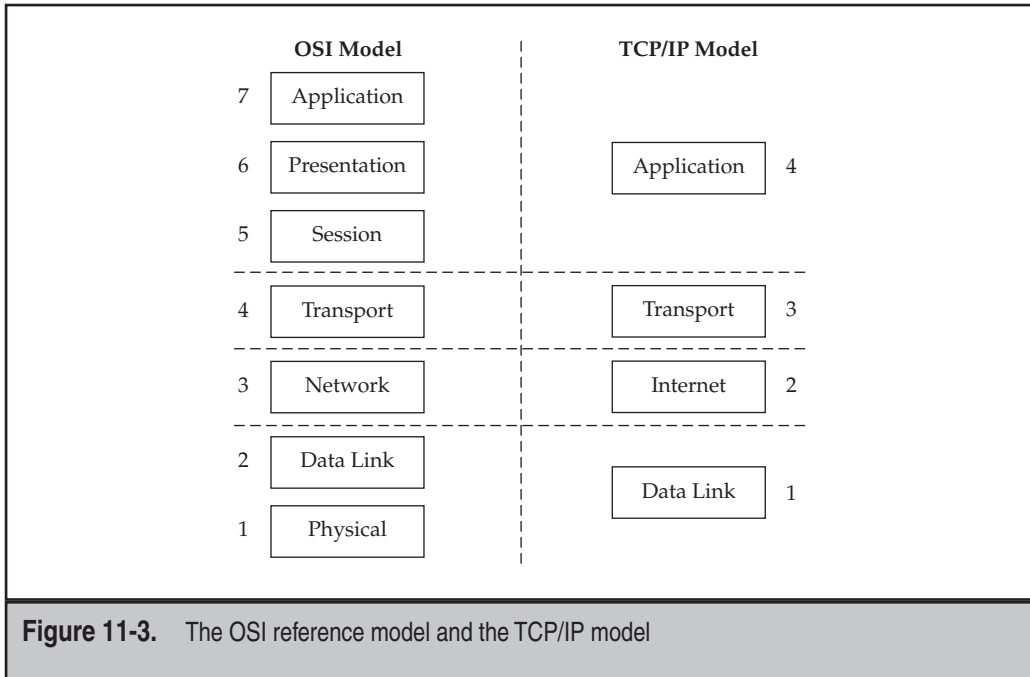 OSI Model TCP/IP Model
7 Application
6 Presentation Application 4
5 Session
4 Transport Transport 3
3 Network Internet 2
2 Data Link
Data Link 1
1 Physical
Figure 11-3. The OSI reference model and the TCP/IP model